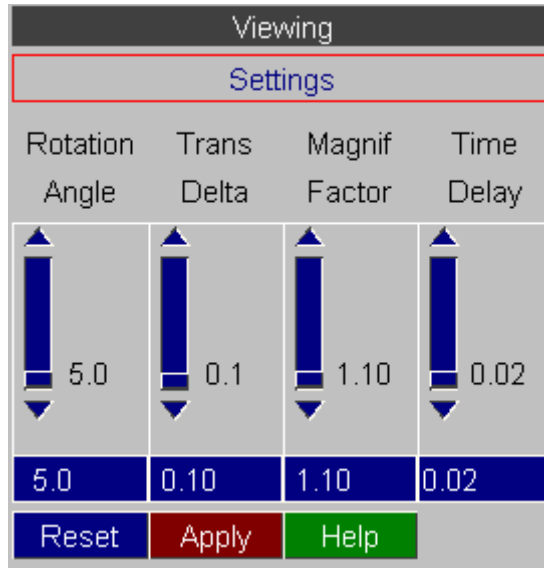 Viewing
Settings
Rotation Trans Magnif Time
Angle Delta Factor Delay
5.0 0.1 1.10 0.02
5.0 0.10 1.10 0.02
Reset Apply Help